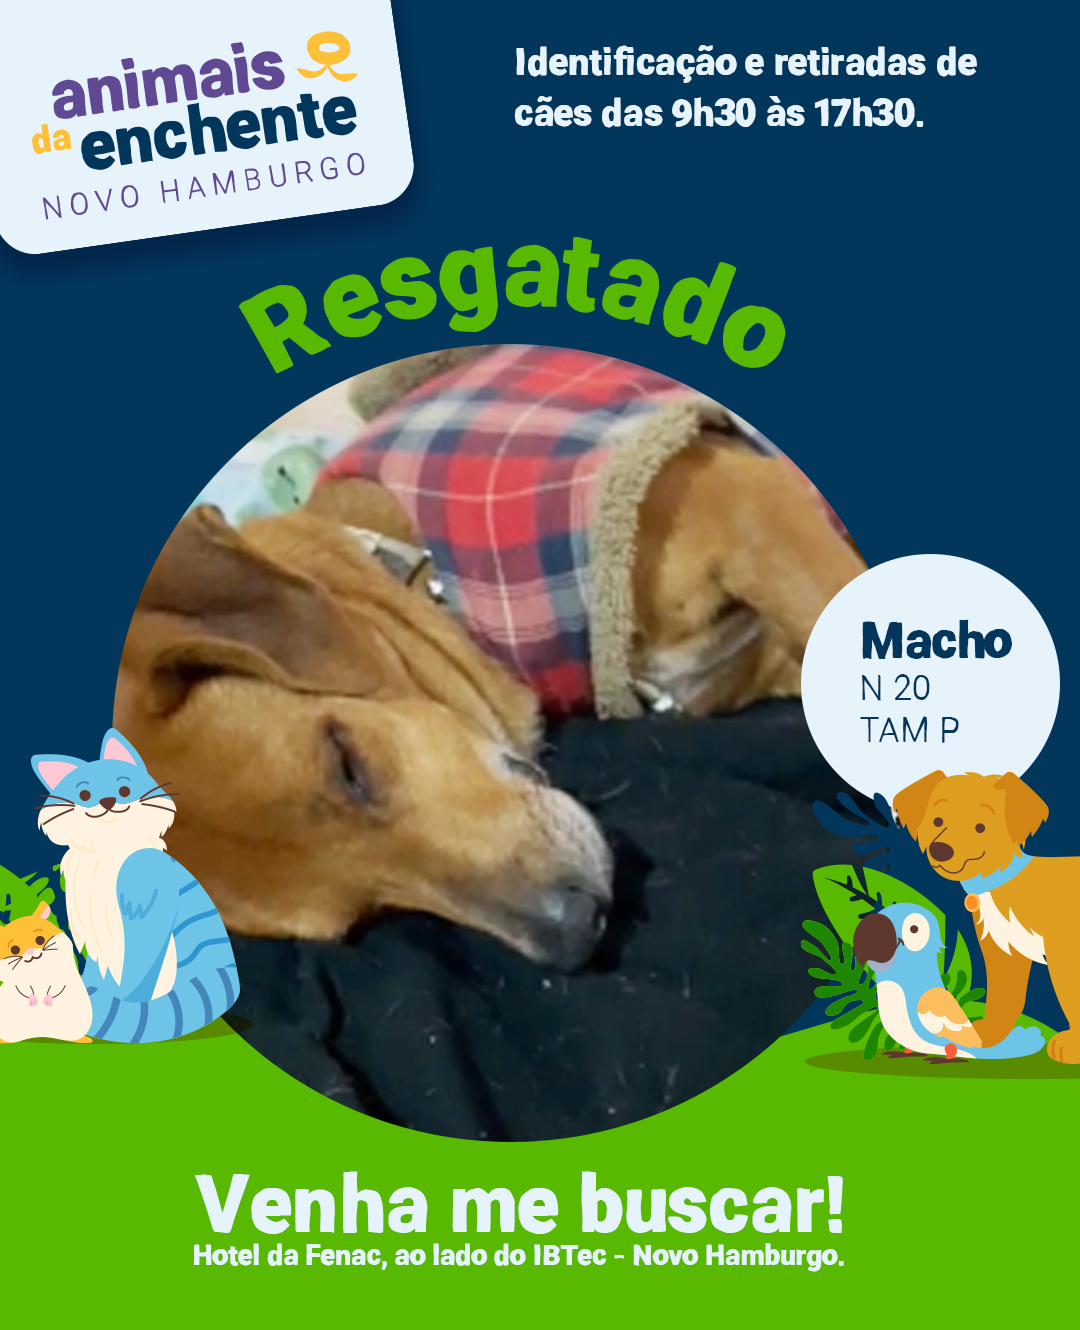 animais
da enchente
NOVO HAMBURGO
Identificação e retiradas de
cães das 9h30 às 17h30.
Resgatado
Macho
N 20
TAM P
Venha me buscar!
Hotel da Fenac, ao lado do IBTec - Novo Hamburgo.